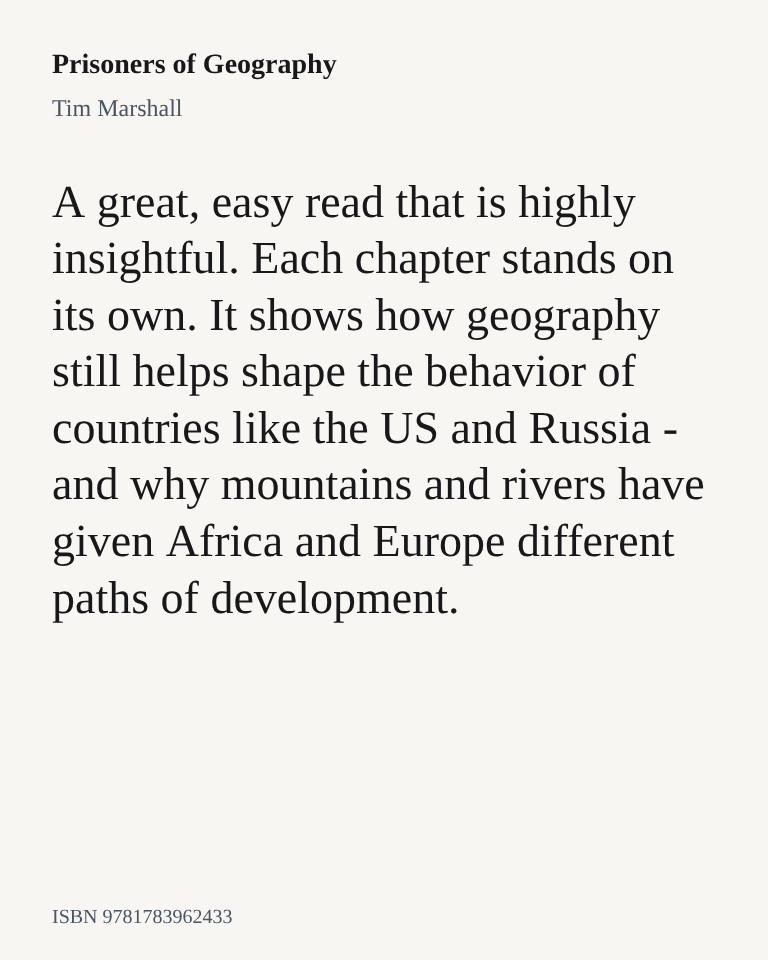 Prisoners of Geography
Tim Marshall
A great, easy read that is highly
insightful. Each chapter stands on
its own. It shows how geography
still helps shape the behavior of
countries like the US and Russia -
and why mountains and rivers have
given Africa and Europe different
paths of development.
ISBN 9781783962433